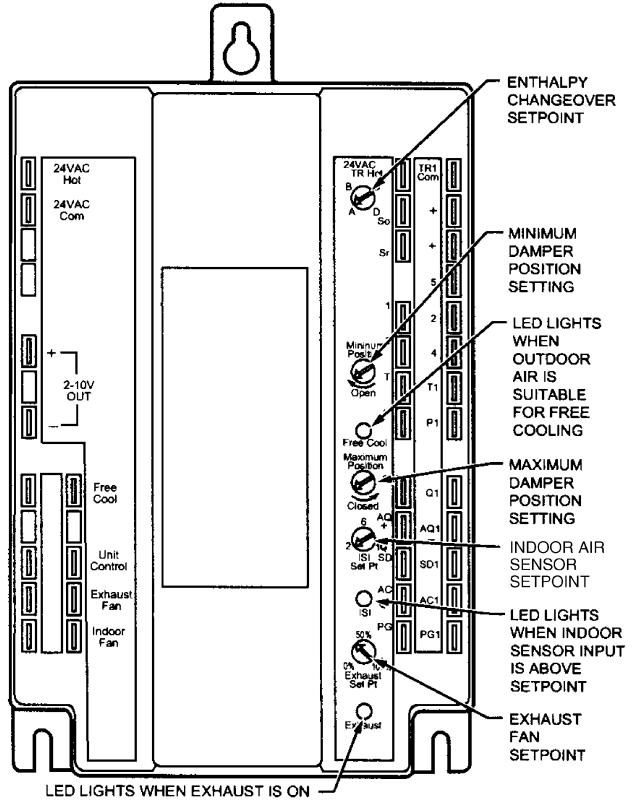 ENTHALPY
CHANGEOVER
SETPOINT
24VAC
Hot
24VAC
Com
24VAC
TR Hot
TR1
Com
B
A
D
So
+
Sr
+
5
MINIMUM
DAMPER
POSITION
SETTING
1
2
Minimum
Position
4
Open
T
T1
+
2-10V
OUT
−
LED LIGHTS
WHEN
OUTDOOR
AIR IS
SUITABLE
FOR FREE
COOLING
P1
Free Cool
Maximum
Position
Closed
MAXIMUM
DAMPER
POSITION
SETTING
Free
Cool
Q1
6
AQ
+
AQ1
2
10
SD
ISI
Set Pt
SD1
INDOOR AIR
SENSOR
SETPOINT
Unit
Control
Exhaust
Fan
AC
AC1
ISI
LED LIGHTS
WHEN INDOOR
SENSOR INPUT
IS ABOVE
SETPOINT
Indoor
Fan
PG
PG1
50%
0%
Exhaust
Set Pt
EXHAUST
FAN
SETPOINT
Exhaust
LED LIGHTS WHEN EXHAUST IS ON